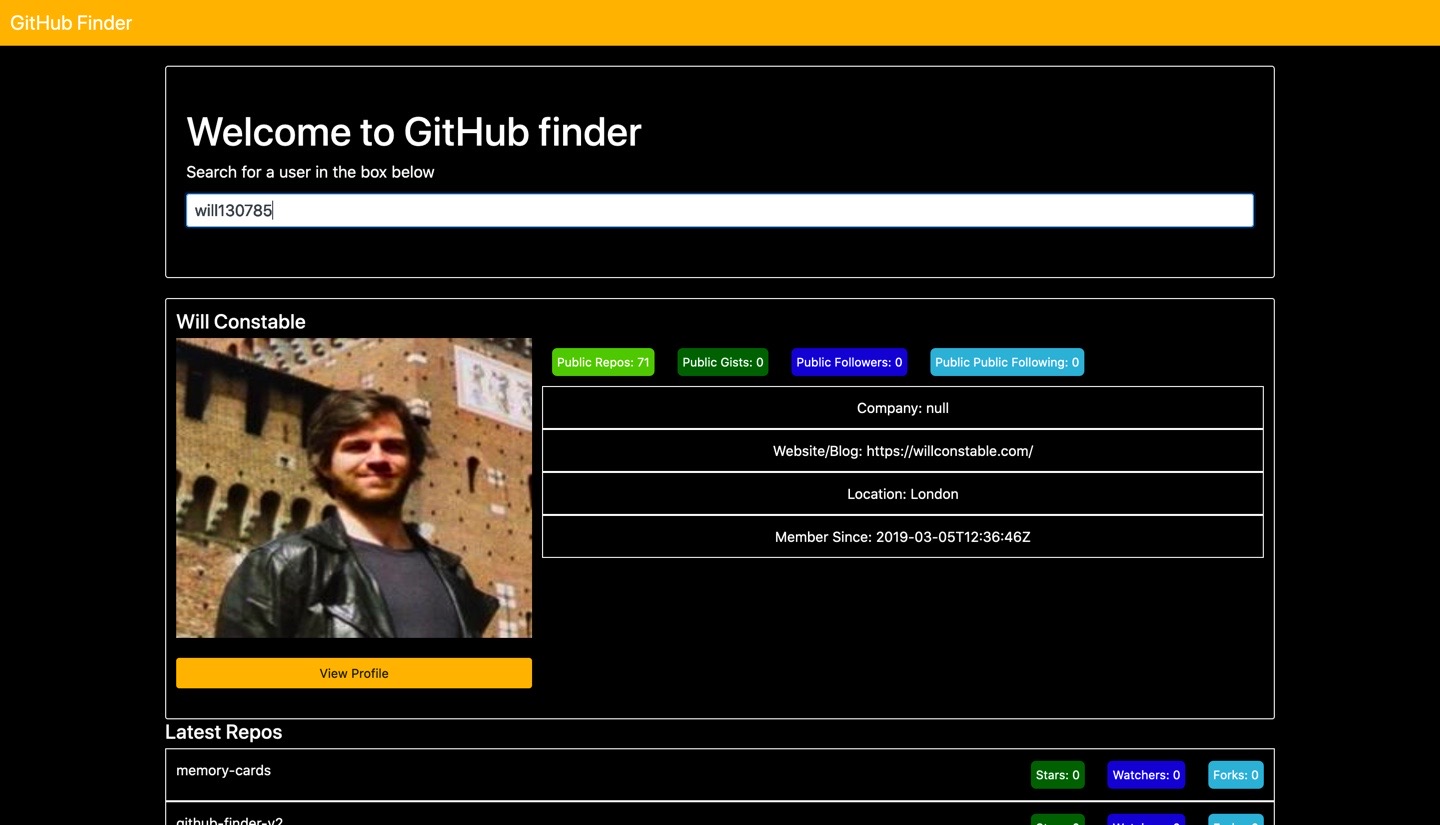 GitHub Finder
Welcome to GitHub finder
Search for a user in the box below
will130785
Will Constable
Public Repos: 71 Public Gists: 0 Public Followers: 0 Public Public Following: 0
Company: null
Website/Blog: https://willconstable.com/
Location: London
Member Since: 2019-03-05T12:36:46Z
View Profile
Latest Repos
memory-cards Stars: 0 Watchers: 0 Forks: 0
github-finder-v2